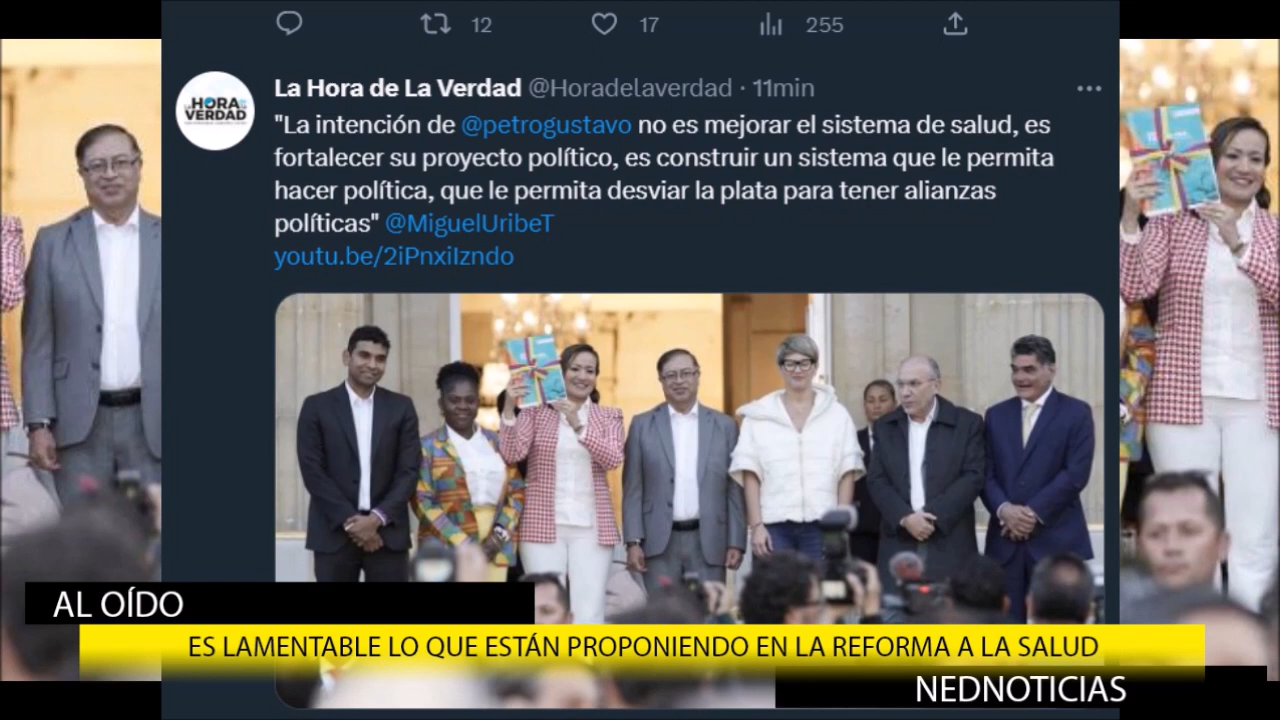 12 17 255
La Hora de La Verdad @Horadelaverdad · 11min
HORA
VERDAD
"La intención de @petrogustavo no es mejorar el sistema de salud, es
fortalecer su proyecto político, es construir un sistema que le permita
hacer política, que le permita desviar la plata para tener alianzas
políticas" @MiguelUribeT
youtu.be/2iPnxiIzndo
AL OÍDO
ES LAMENTABLE LO QUE ESTÁN PROPONIENDO EN LA REFORMA A LA SALUD
NEDNOTICIAS